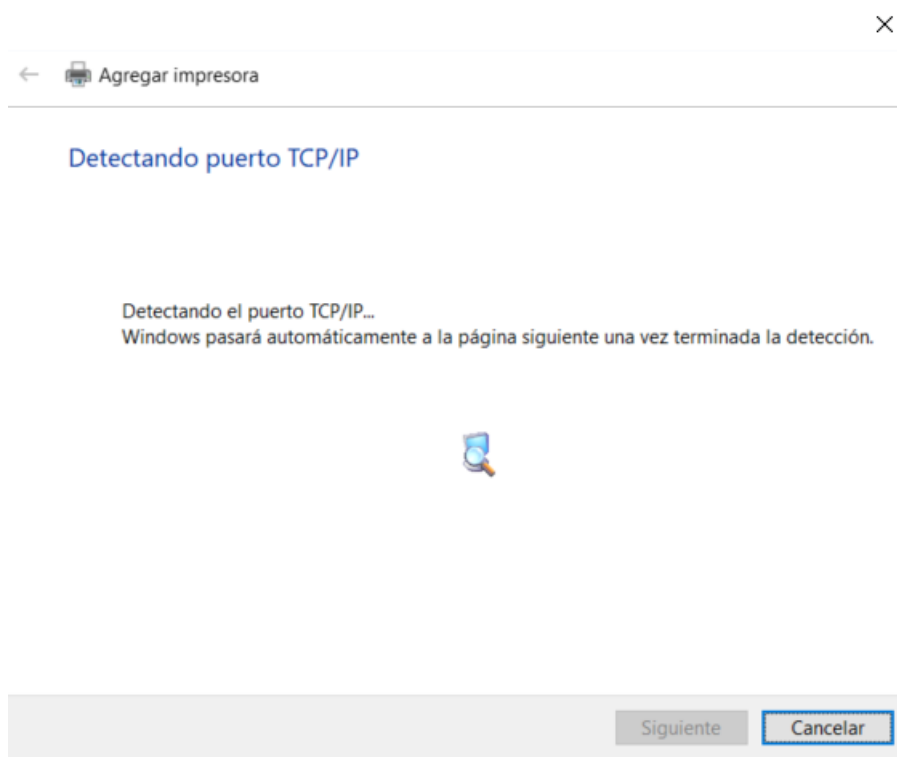 Agregar impresora
Detectando puerto TCP/IP
Detectando el puerto TCP/IP...
Windows pasará automáticamente a la página siguiente una vez terminada la detección.
Siguiente
Cancelar